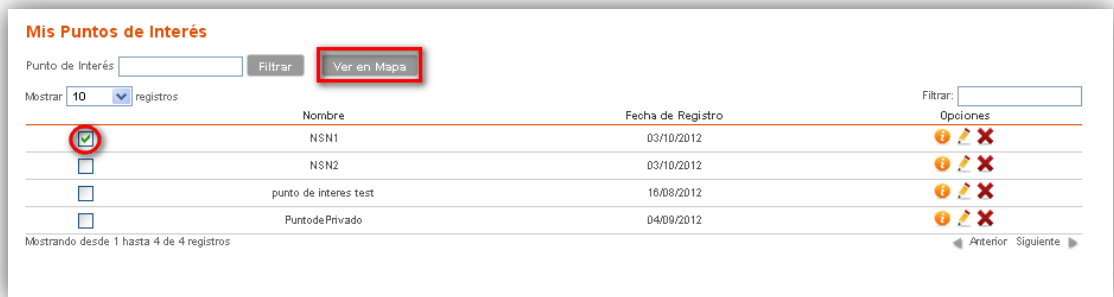 Mis Puntos de Interés
Punto de Interés Filtrar Ver en Mapa
Mostrar 10 registros Filtrar:
Nombre Fecha de Registro Opciones
NSN1 03/10/2012
NSN2 03/10/2012
punto de interes test 16/08/2012
PuntodePrivado 04/09/2012
Mostrando desde 1 hasta 4 de 4 registros Anterior Siguiente